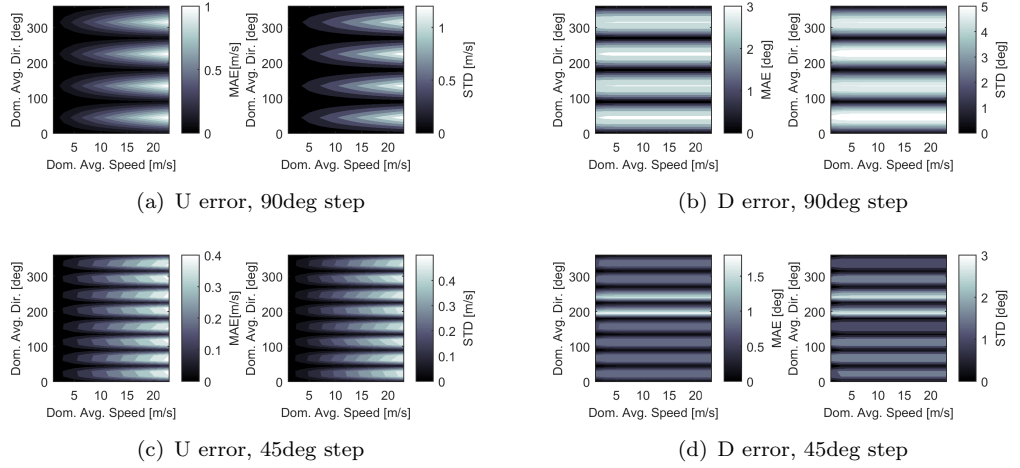 Dom. Avg. Dir. [deg]
300
200
100
0
5 10 15 20
Dom. Avg. Speed [m/s]
1
0.5
0
MAE[m/s]
Dom. Avg. Dir. [deg]
300
200
100
0
5 10 15 20
Dom. Avg. Speed [m/s]
1
0.5
0
STD [m/s]
(a) U error, 90deg step
Dom. Avg. Dir. [deg]
300
200
100
0
5 10 15 20
Dom. Avg. Speed [m/s]
3
2
1
0
MAE [deg]
Dom. Avg. Dir. [deg]
300
200
100
0
5 10 15 20
Dom. Avg. Speed [m/s]
5
4
3
2
1
0
STD [deg]
(b) D error, 90deg step
Dom. Avg. Dir. [deg]
300
200
100
0
5 10 15 20
Dom. Avg. Speed [m/s]
0.4
0.3
0.2
0.1
0
MAE[m/s]
Dom. Avg. Dir. [deg]
300
200
100
0
5 10 15 20
Dom. Avg. Speed [m/s]
0.4
0.3
0.2
0.1
0
STD [m/s]
(c) U error, 45deg step
Dom. Avg. Dir. [deg]
300
200
100
0
5 10 15 20
Dom. Avg. Speed [m/s]
1.5
1
0.5
0
MAE [deg]
Dom. Avg. Dir. [deg]
300
200
100
0
5 10 15 20
Dom. Avg. Speed [m/s]
3
2
1
0
STD [deg]
(d) D error, 45deg step